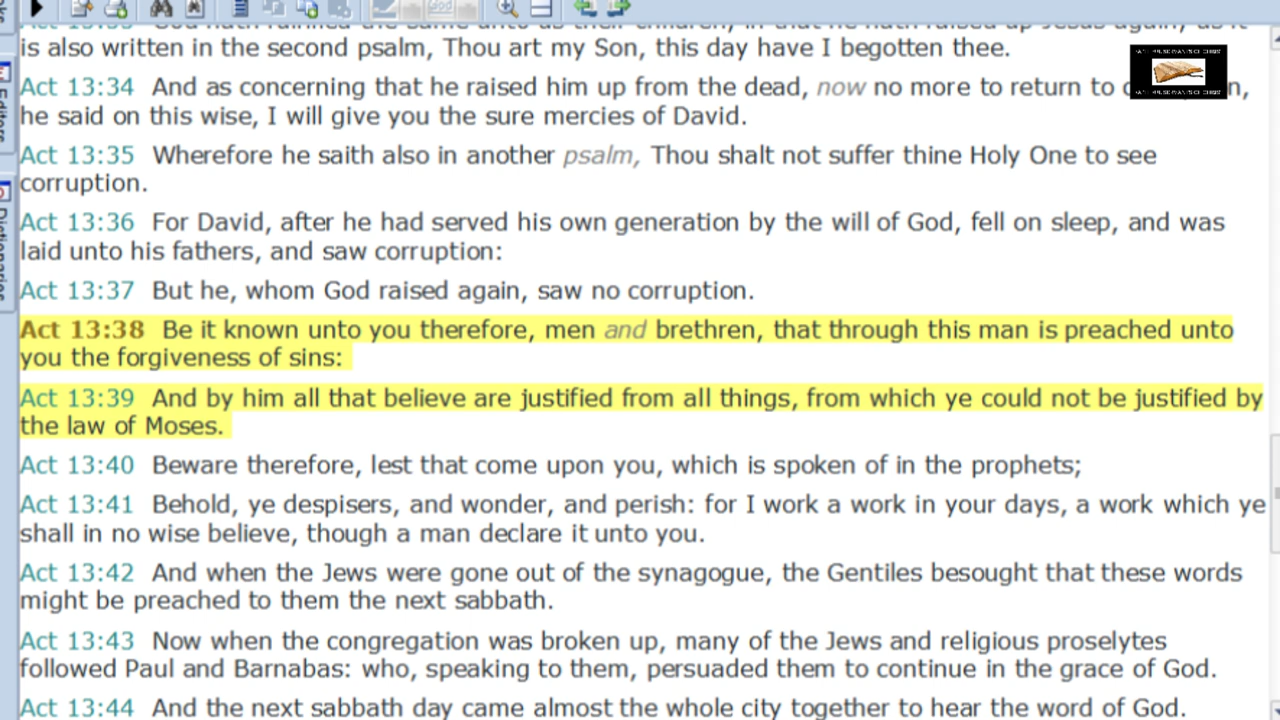 is also written in the second psalm, Thou art my Son, this day have I begotten thee.
Act 13:34 And as concerning that he raised him up from the dead, now no more to return to
he said on this wise, I will give you the sure mercies of David.
Act 13:35 Wherefore he saith also in another psalm, Thou shalt not suffer thine Holy One to see
corruption.
Act 13:36 For David, after he had served his own generation by the will of God, fell on sleep, and was
laid unto his fathers, and saw corruption:
Act 13:37 But he, whom God raised again, saw no corruption.
Act 13:38 Be it known unto you therefore, men and brethren, that through this man is preached unto
you the forgiveness of sins:
Act 13:39 And by him all that believe are justified from all things, from which ye could not be justified by
the law of Moses.
Act 13:40 Beware therefore, lest that come upon you, which is spoken of in the prophets;
Act 13:41 Behold, ye despisers, and wonder, and perish: for I work a work in your days, a work which ye
shall in no wise believe, though a man declare it unto you.
Act 13:42 And when the Jews were gone out of the synagogue, the Gentiles besought that these words
might be preached to them the next sabbath.
Act 13:43 Now when the congregation was broken up, many of the Jews and religious proselytes
followed Paul and Barnabas: who, speaking to them, persuaded them to continue in the grace of God.
Act 13:44 And the next sabbath day came almost the whole city together to hear the word of God.
Editors
Dictionaries